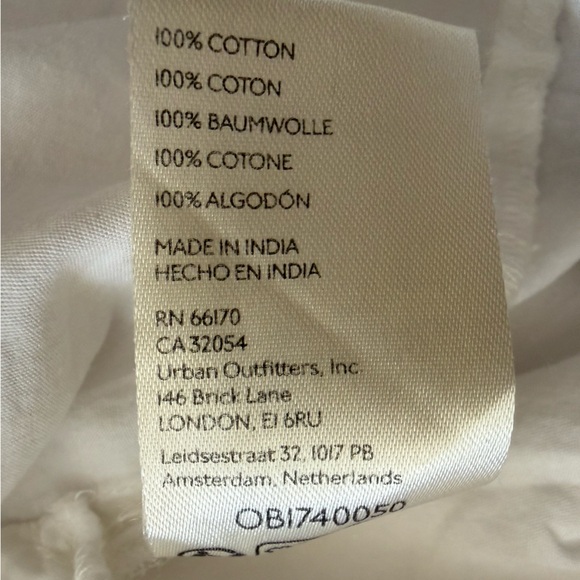 100% COTTON
100% COTON
100% BAUMWOLLE
100% COTONE
100% ALGODÓN
MADE IN INDIA
HECHO EN INDIA
RN 66170
CA 32054
Urban Outfitters, Inc.
146 Brick Lane
LONDON, E1 6RU
Leidsestraat 32, 1017 PB
Amsterdam, Netherlands
OB1740050